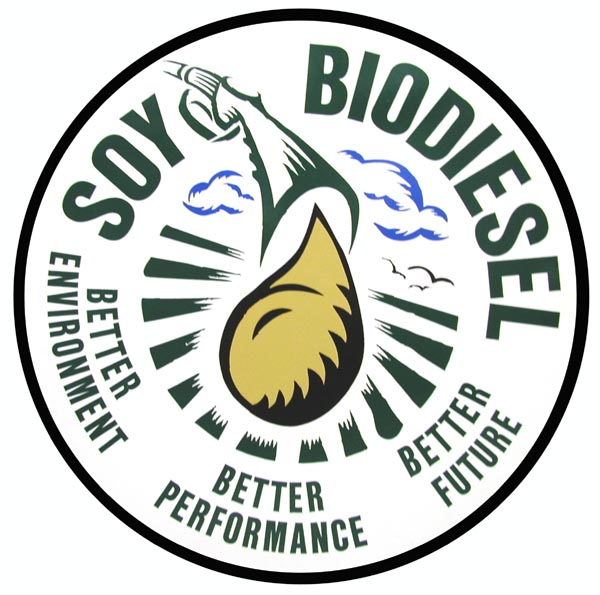 SOY BIODIESEL
BETTER
ENVIRONMENT
BETTER
PERFORMANCE
BETTER
FUTURE